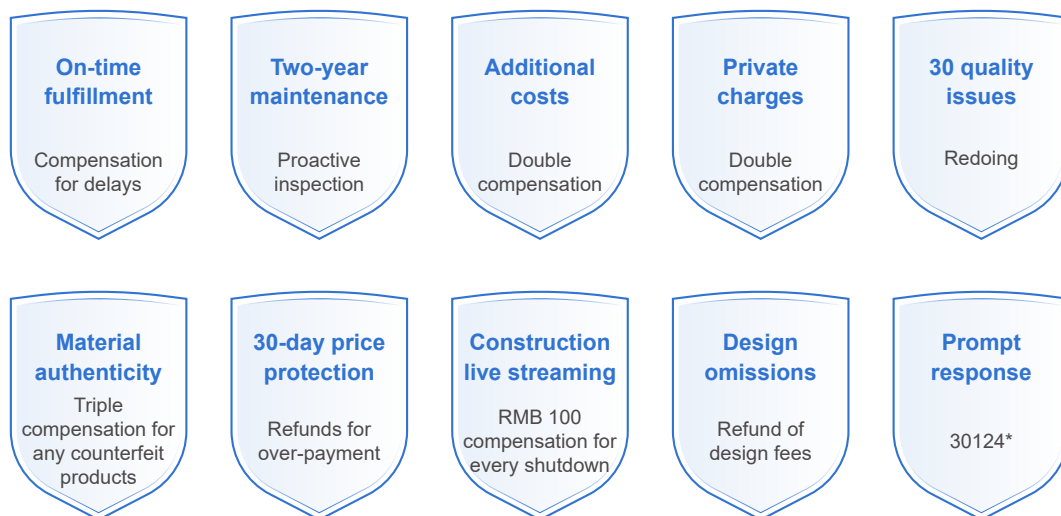 On-time
fulfillment
Compensation
for delays
Two-year
maintenance
Proactive
inspection
Additional
costs
Double
compensation
Private
charges
Double
compensation
30 quality
issues
Redoing
Material
authenticity
Triple
compensation for
any counterfeit
products
30-day price
protection
Refunds for
over-payment
Construction
live streaming
RMB 100
compensation for
every shutdown
Design
omissions
Refund of
design fees
Prompt
response
30124*